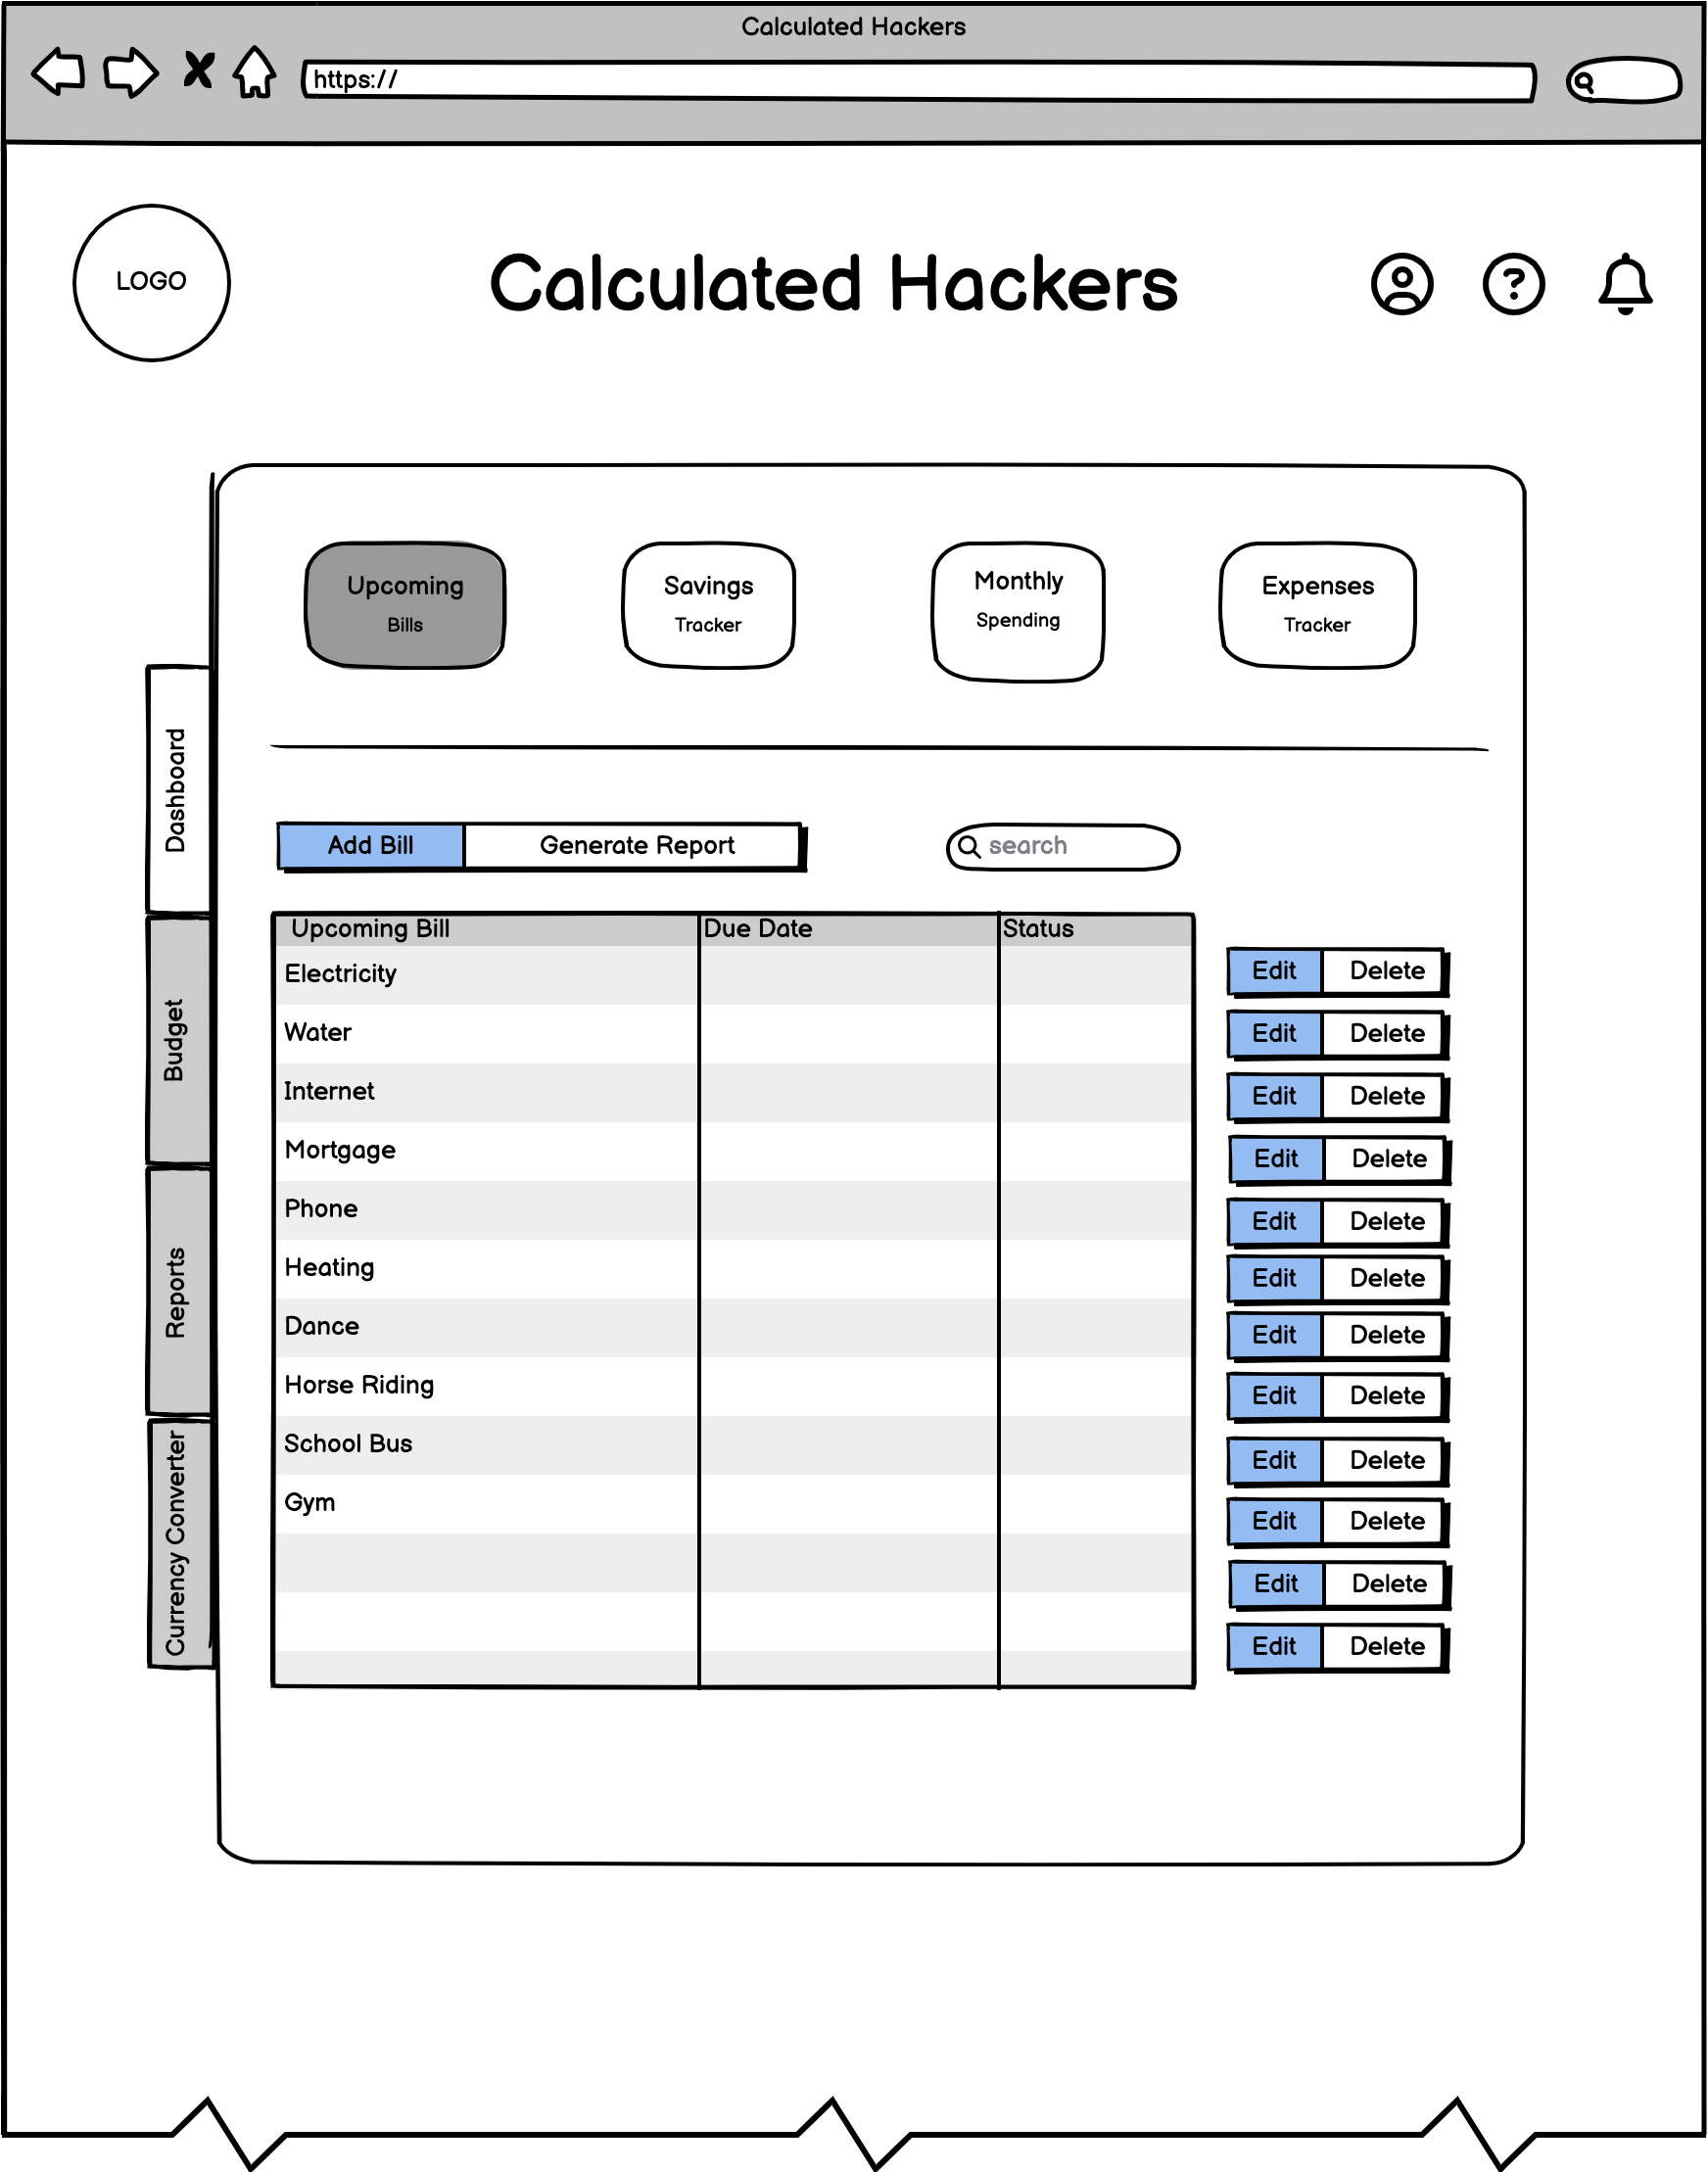 Calculated Hackers
https://
LOGO
Calculated Hackers
?
Upcoming
Bills
Savings
Tracker
Monthly
Spending
Expenses
Tracker
Dashboard
Budget
Reports
Currency Converter
Add Bill
Generate Report
search
Upcoming Bill Due Date Status
Electricity
Edit Delete
Water
Edit Delete
Internet
Edit Delete
Mortgage
Edit Delete
Phone
Edit Delete
Heating
Edit Delete
Dance
Edit Delete
Horse Riding
Edit Delete
School Bus
Edit Delete
Gym
Edit Delete
Edit Delete
Edit Delete